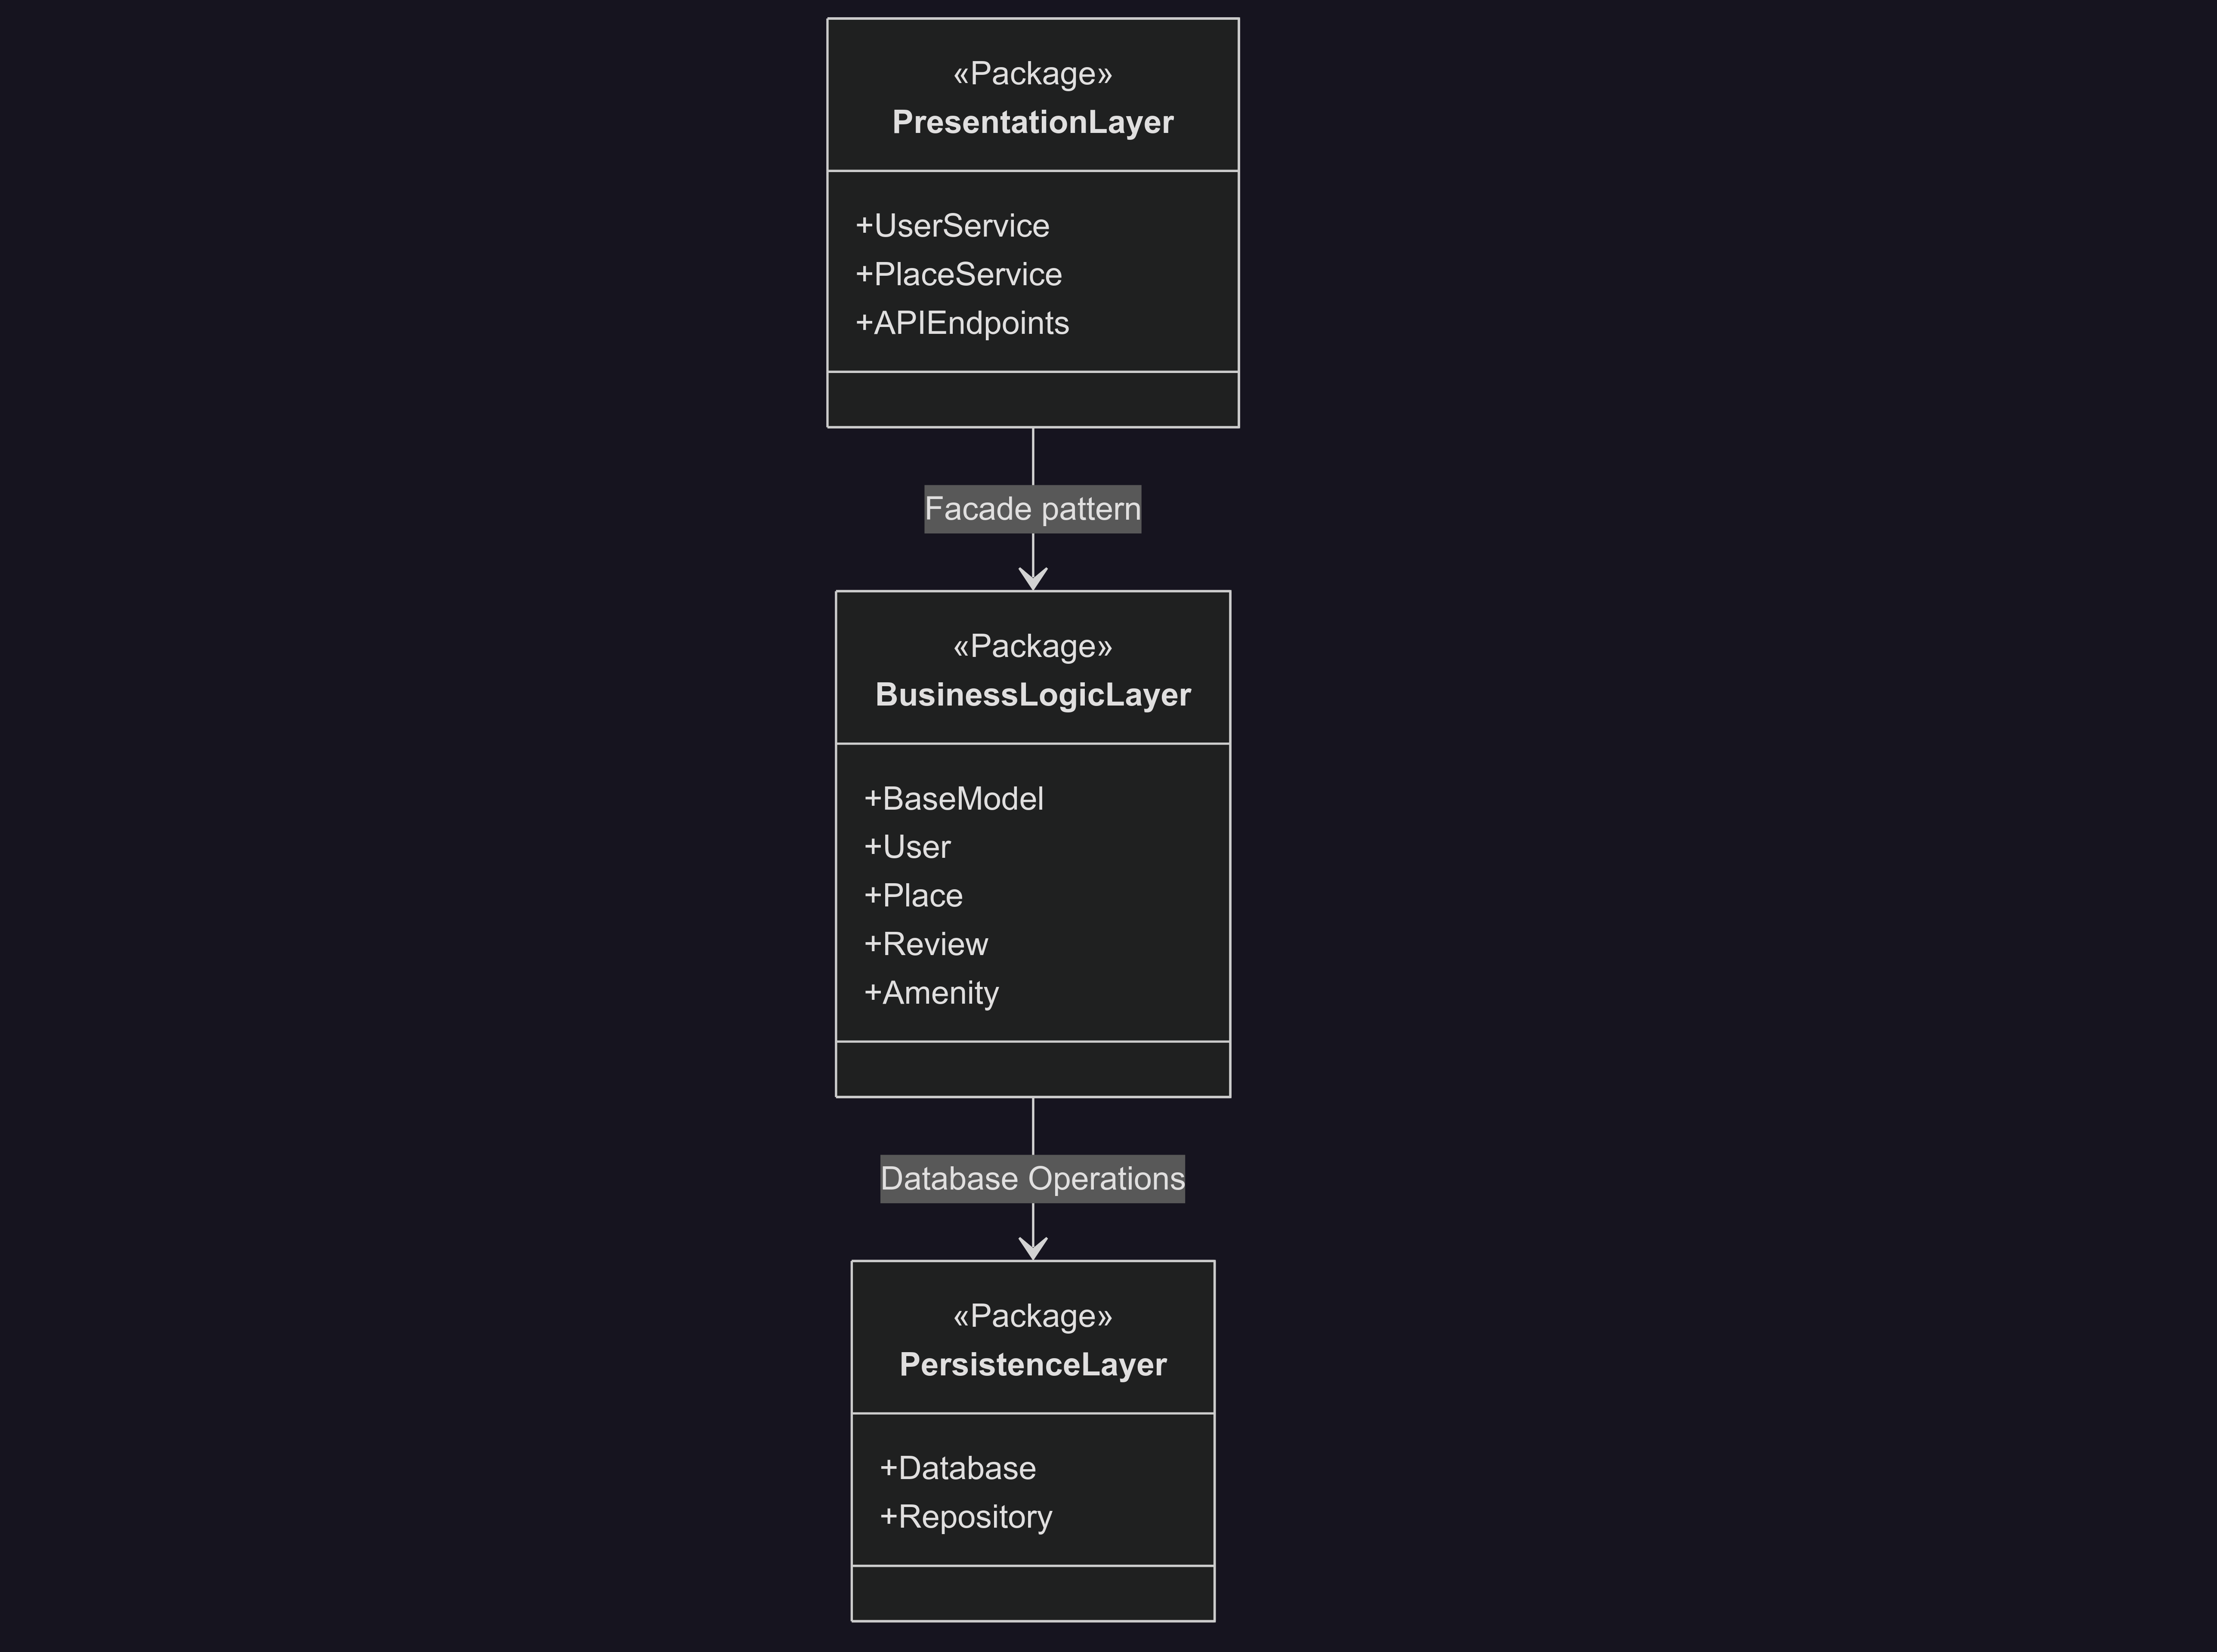 «Package»
PresentationLayer
+UserService
+PlaceService
+APIEndpoints
Facade pattern
«Package»
BusinessLogicLayer
+BaseModel
+User
+Place
+Review
+Amenity
Database Operations
«Package»
PersistenceLayer
+Database
+Repository